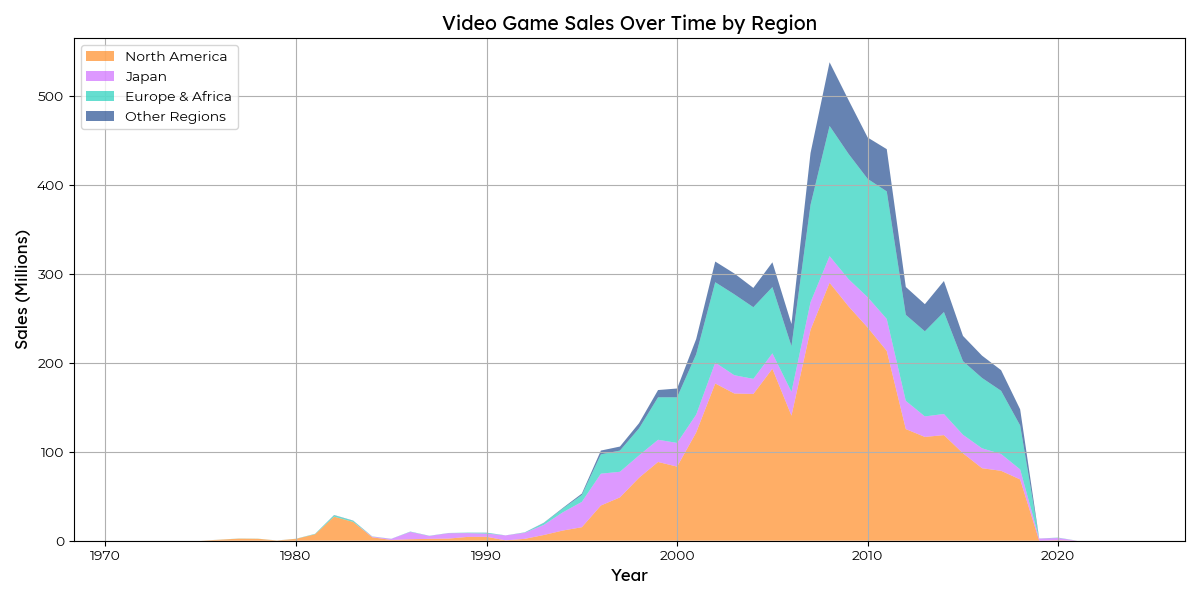 Video Game Sales Over Time by Region
North America
Japan
Europe & Africa
Other Regions
500
400
300
200
100
0
Sales (Millions)
1970 1980 1990 2000 2010 2020
Year